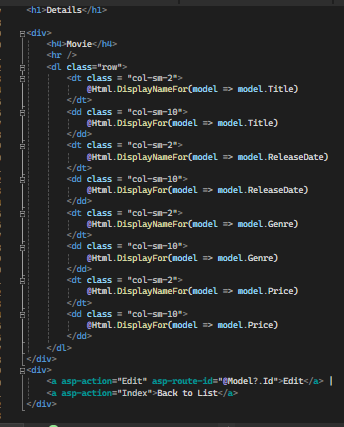 <h1>Details</h1>
<div>
<h4>Movie</h4>
<hr />
<dl class="row">
<dt class = "col-sm-2">
@Html.DisplayNameFor(model => model.Title)
</dt>
<dd class = "col-sm-10">
@Html.DisplayFor(model => model.Title)
</dd>
<dt class = "col-sm-2">
@Html.DisplayNameFor(model => model.ReleaseDate)
</dt>
<dd class = "col-sm-10">
@Html.DisplayFor(model => model.ReleaseDate)
</dd>
<dt class = "col-sm-2">
@Html.DisplayNameFor(model => model.Genre)
</dt>
<dd class = "col-sm-10">
@Html.DisplayFor(model => model.Genre)
</dd>
<dt class = "col-sm-2">
@Html.DisplayNameFor(model => model.Price)
</dt>
<dd class = "col-sm-10">
@Html.DisplayFor(model => model.Price)
</dd>
</dl>
</div>
<div>
<a asp-action="Edit" asp-route-id="@Model?.Id">Edit</a> |
<a asp-action="Index">Back to List</a>
</div>